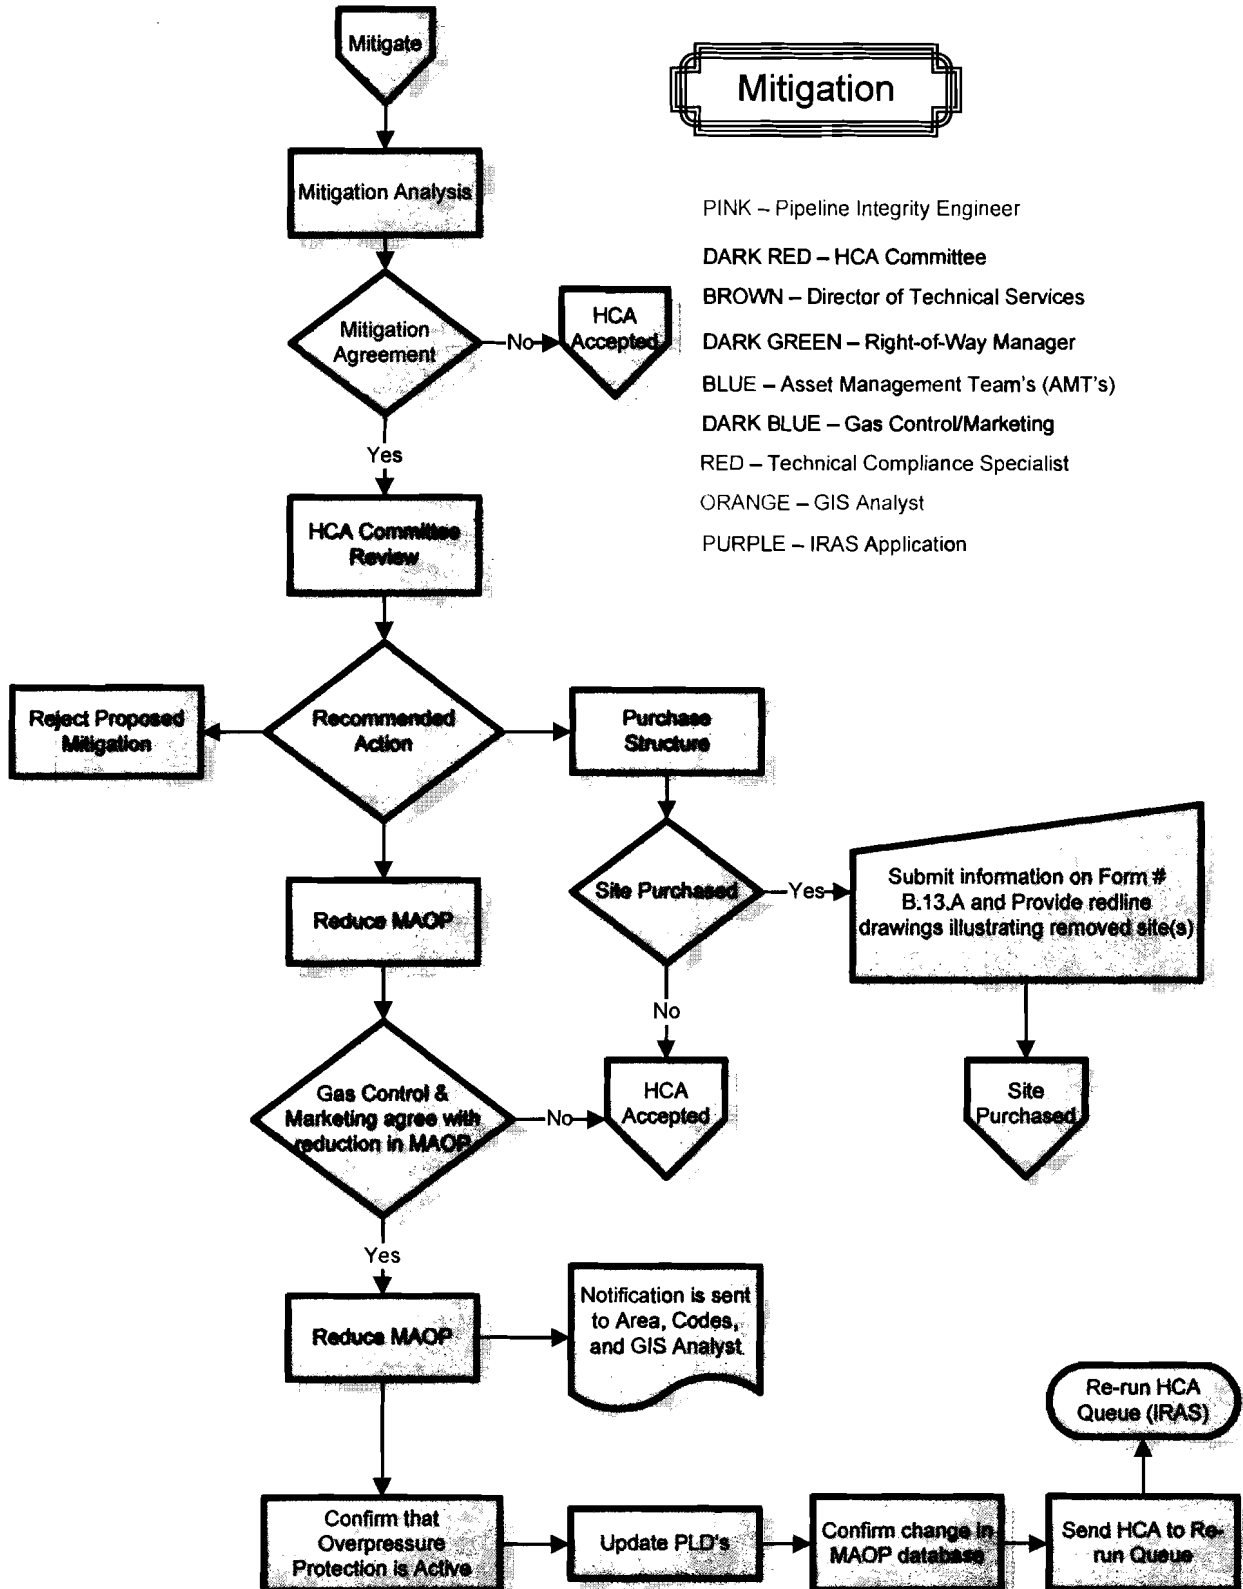 Mitigate
Mitigation
Mitigation Analysis
PINK – Pipeline Integrity Engineer
DARK RED – HCA Committee
BROWN – Director of Technical Services
DARK GREEN – Right-of-Way Manager
BLUE – Asset Management Team's (AMT's)
DARK BLUE – Gas Control/Marketing
RED – Technical Compliance Specialist
ORANGE – GIS Analyst
PURPLE – IRAS Application
Mitigation
Agreement
No
HCA
Accepted
Yes
HCA Committee
Review
Recommended
Action
Reject Proposed
Mitigation
Purchase
Structure
Reduce MAOP
Site Purchased
Yes
Submit information on Form #
B.13.A and Provide redline
drawings illustrating removed site(s)
No
Gas Control &
Marketing agree with
reduction in MAOP
No
HCA
Accepted
Site
Purchased
Yes
Reduce MAOP
Notification is sent
to Area, Codes,
and GIS Analyst.
Re-run HCA
Queue (IRAS)
Confirm that
Overpressure
Protection is Active
Update PLD's
Confirm change in
MAOP database
Send HCA to Re-
run Queue